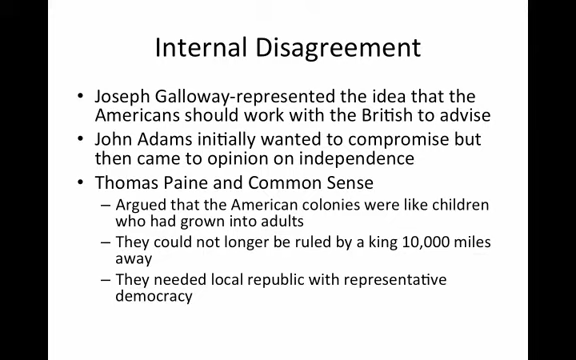 Internal Disagreement
• Joseph Galloway-represented the idea that the
Americans should work with the British to advise
• John Adams initially wanted to compromise but
then came to opinion on independence
• Thomas Paine and Common Sense
– Argued that the American colonies were like children
who had grown into adults
– They could not longer be ruled by a king 10,000 miles
away
– They needed local republic with representative
democracy